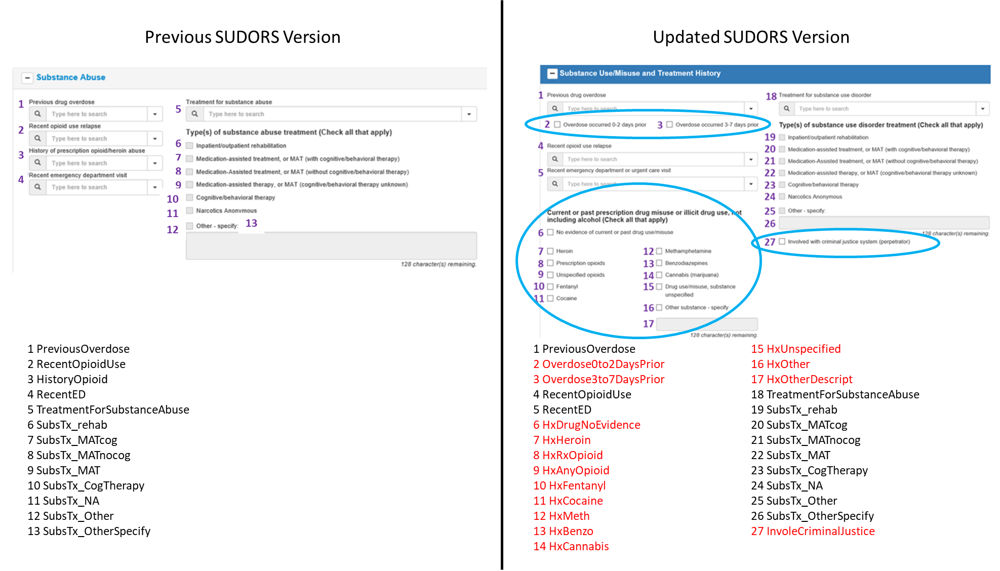 Previous SUDORS Version
− Substance Abuse
1 Previous drug overdose
Type here to search
2 Recent opioid use relapse
Type here to search
3 History of prescription opioid/heroin abuse
Type here to search
4 Recent emergency department visit
Type here to search
5 Treatment for substance abuse
Type here to search
Type(s) of substance abuse treatment (Check all that apply)
6 Inpatient/outpatient rehabilitation
7 Medication-assisted treatment, or MAT (with cognitive/behavioral therapy)
8 Medication-Assisted treatment, or MAT (without cognitive/behavioral therapy)
9 Medication-assisted therapy, or MAT (cognitive/behavioral therapy unknown)
10 Cognitive/behavioral therapy
11 Narcotics Anonymous
12 Other - specify: 13
128 character(s) remaining.
1 PreviousOverdose
2 RecentOpioidUse
3 HistoryOpioid
4 RecentED
5 TreatmentForSubstanceAbuse
6 SubsTx_rehab
7 SubsTx_MATcog
8 SubsTx_MATnocog
9 SubsTx_MAT
10 SubsTx_CogTherapy
11 SubsTx_NA
12 SubsTx_Other
13 SubsTx_OtherSpecify
Updated SUDORS Version
− Substance Use/Misuse and Treatment History
1 Previous drug overdose
Type here to search
2 Overdose occurred 0-2 days prior 3 Overdose occurred 3-7 days prior
4 Recent opioid use relapse
Type here to search
5 Recent emergency department or urgent care visit
Type here to search
Current or past prescription drug misuse or illicit drug use, not
including alcohol (Check all that apply)
6 No evidence of current or past drug use/misuse
7 Heroin
8 Prescription opioids
9 Unspecified opioids
10 Fentanyl
11 Cocaine
12 Methamphetamine
13 Benzodiazepines
14 Cannabis (marijuana)
15 Drug use/misuse, substance
unspecified
16 Other substance - specify
17
128 character(s) remaining.
18 Treatment for substance use disorder
Type here to search
Type(s) of substance use disorder treatment (Check all that apply)
19 Inpatient/outpatient rehabilitation
20 Medication-assisted treatment, or MAT (with cognitive/behavioral therapy)
21 Medication-Assisted treatment, or MAT (without cognitive/behavioral therapy)
22 Medication-assisted therapy, or MAT (cognitive/behavioral therapy unknown)
23 Cognitive/behavioral therapy
24 Narcotics Anonymous
25 Other - specify:
26
128 character(s) remaining.
27 Involved with criminal justice system (perpetrator)
1 PreviousOverdose
2 Overdose0to2DaysPrior
3 Overdose3to7DaysPrior
4 RecentOpioidUse
5 RecentED
6 HxDrugNoEvidence
7 HxHeroin
8 HxRxOpioid
9 HxAnyOpioid
10 HxFentanyl
11 HxCocaine
12 HxMeth
13 HxBenzo
14 HxCannabis
15 HxUnspecified
16 HxOther
17 HxOtherDescript
18 TreatmentForSubstanceAbuse
19 SubsTx_rehab
20 SubsTx_MATcog
21 SubsTx_MATnocog
22 SubsTx_MAT
23 SubsTx_CogTherapy
24 SubsTx_NA
25 SubsTx_Other
26 SubsTx_OtherSpecify
27 InvoleCriminalJustice